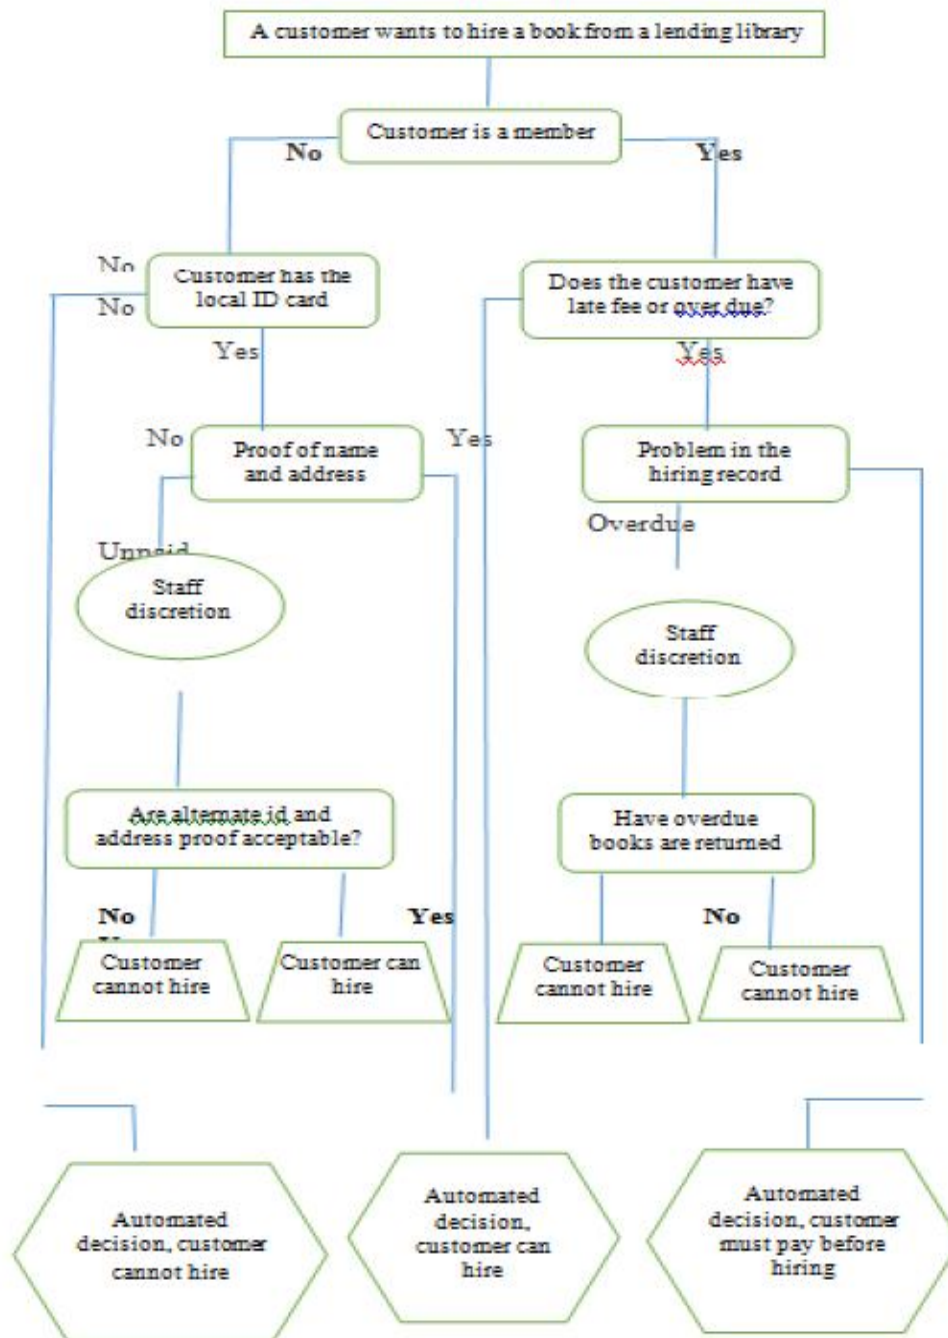 A customer wants to hire a book from a lending library
Customer is a member
No
Yes
No
Customer has the
local ID card
No
Does the customer have
late fee or over due?
Yes
Yes
No
Proof of name
and address
Yes
Problem in the
hiring record
Overdue
Unpaid
Staff
discretion
Staff
discretion
Are alternate id and
address proof acceptable?
Have overdue
books are returned
No
Yes
No
Customer
cannot hire
Customer can
hire
Customer
cannot hire
Customer
cannot hire
Automated
decision, customer
cannot hire
Automated
decision,
customer can
hire
Automated
decision, customer
must pay before
hiring